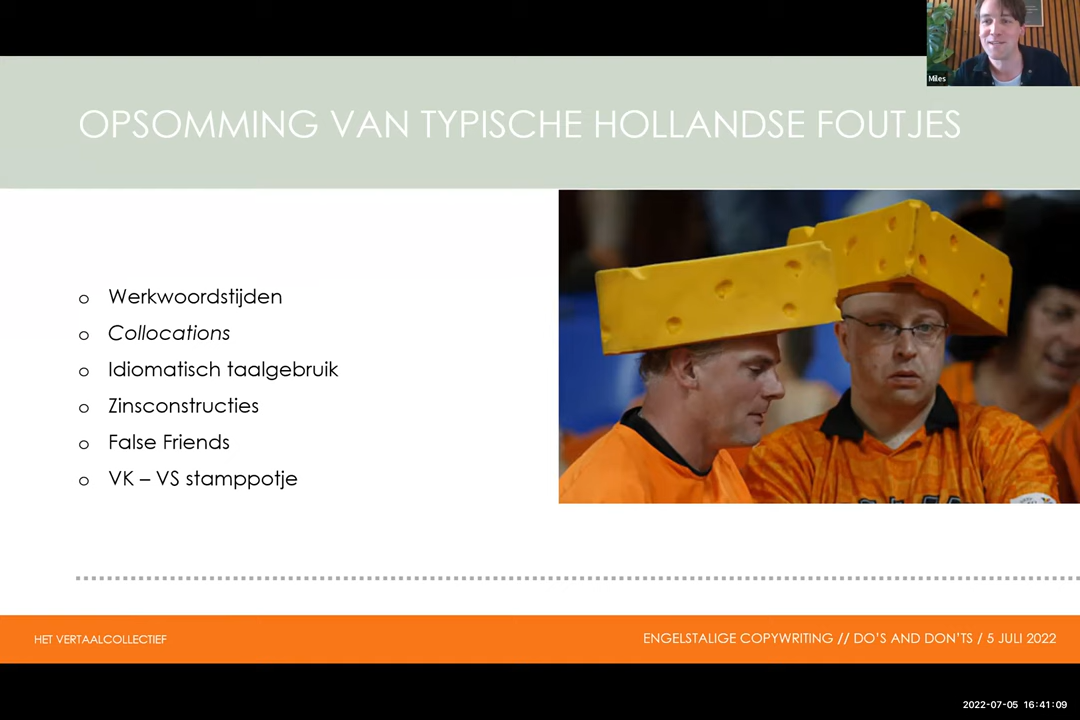 Miles
OPSOMMING VAN TYPISCHE HOLLANDSE FOUTJES
o Werkwoordstijden
o Collocations
o Idiomatisch taalgebruik
o Zinsconstructies
o False Friends
o VK – VS stamppotje
HET VERTAALCOLLECTIEF
ENGELSTALIGE COPYWRITING // DO'S AND DON'TS / 5 JULI 2022
2022-07-05 16:41:09